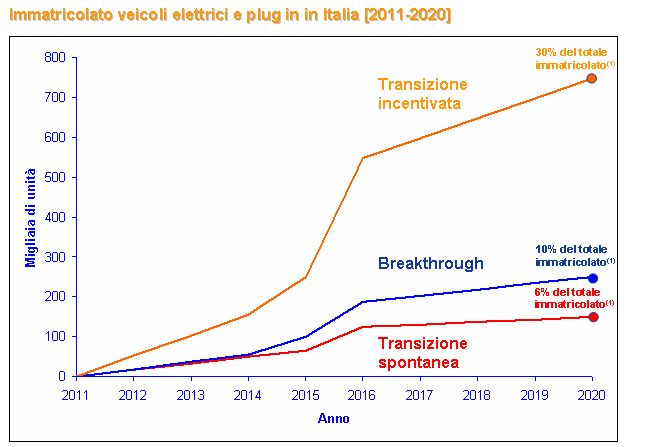 Immatricolato veicoli elettrici e plug in in Italia [2011-2020]
800
700
600
500
400
300
200
100
0
Migliaia di unità
30% del totale
immatricolato(1)
Transizione
incentivata
10% del totale
immatricolato(1)
Breakthrough
6% del totale
immatricolato(1)
Transizione
spontanea
2011 2012 2013 2014 2015 2016 2017 2018 2019 2020
Anno